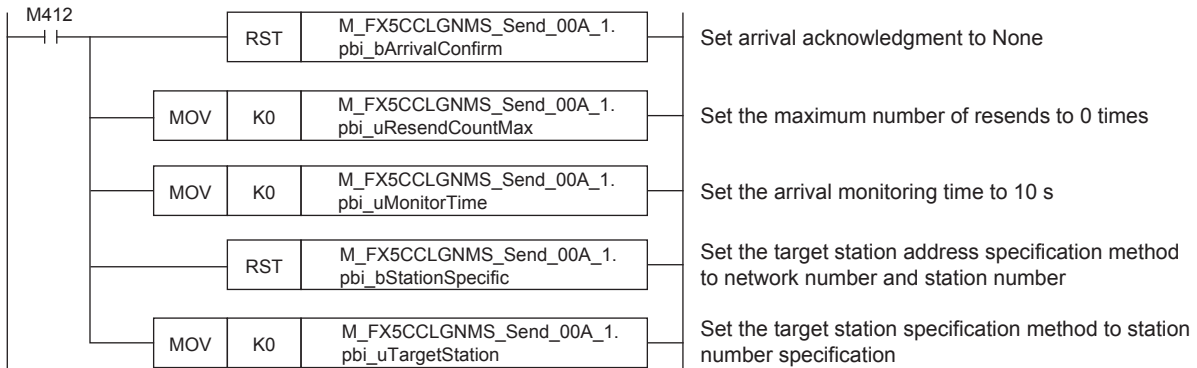 M412
RST
M_FX5CCLGNMS_Send_00A_1.
pbi_bArrivalConfirm
Set arrival acknowledgment to None
MOV
K0
M_FX5CCLGNMS_Send_00A_1.
pbi_uResendCountMax
Set the maximum number of resends to 0 times
MOV
K0
M_FX5CCLGNMS_Send_00A_1.
pbi_uMonitorTime
Set the arrival monitoring time to 10 s
RST
M_FX5CCLGNMS_Send_00A_1.
pbi_bStationSpecific
Set the target station address specification method
to network number and station number
MOV
K0
M_FX5CCLGNMS_Send_00A_1.
pbi_uTargetStation
Set the target station specification method to station
number specification